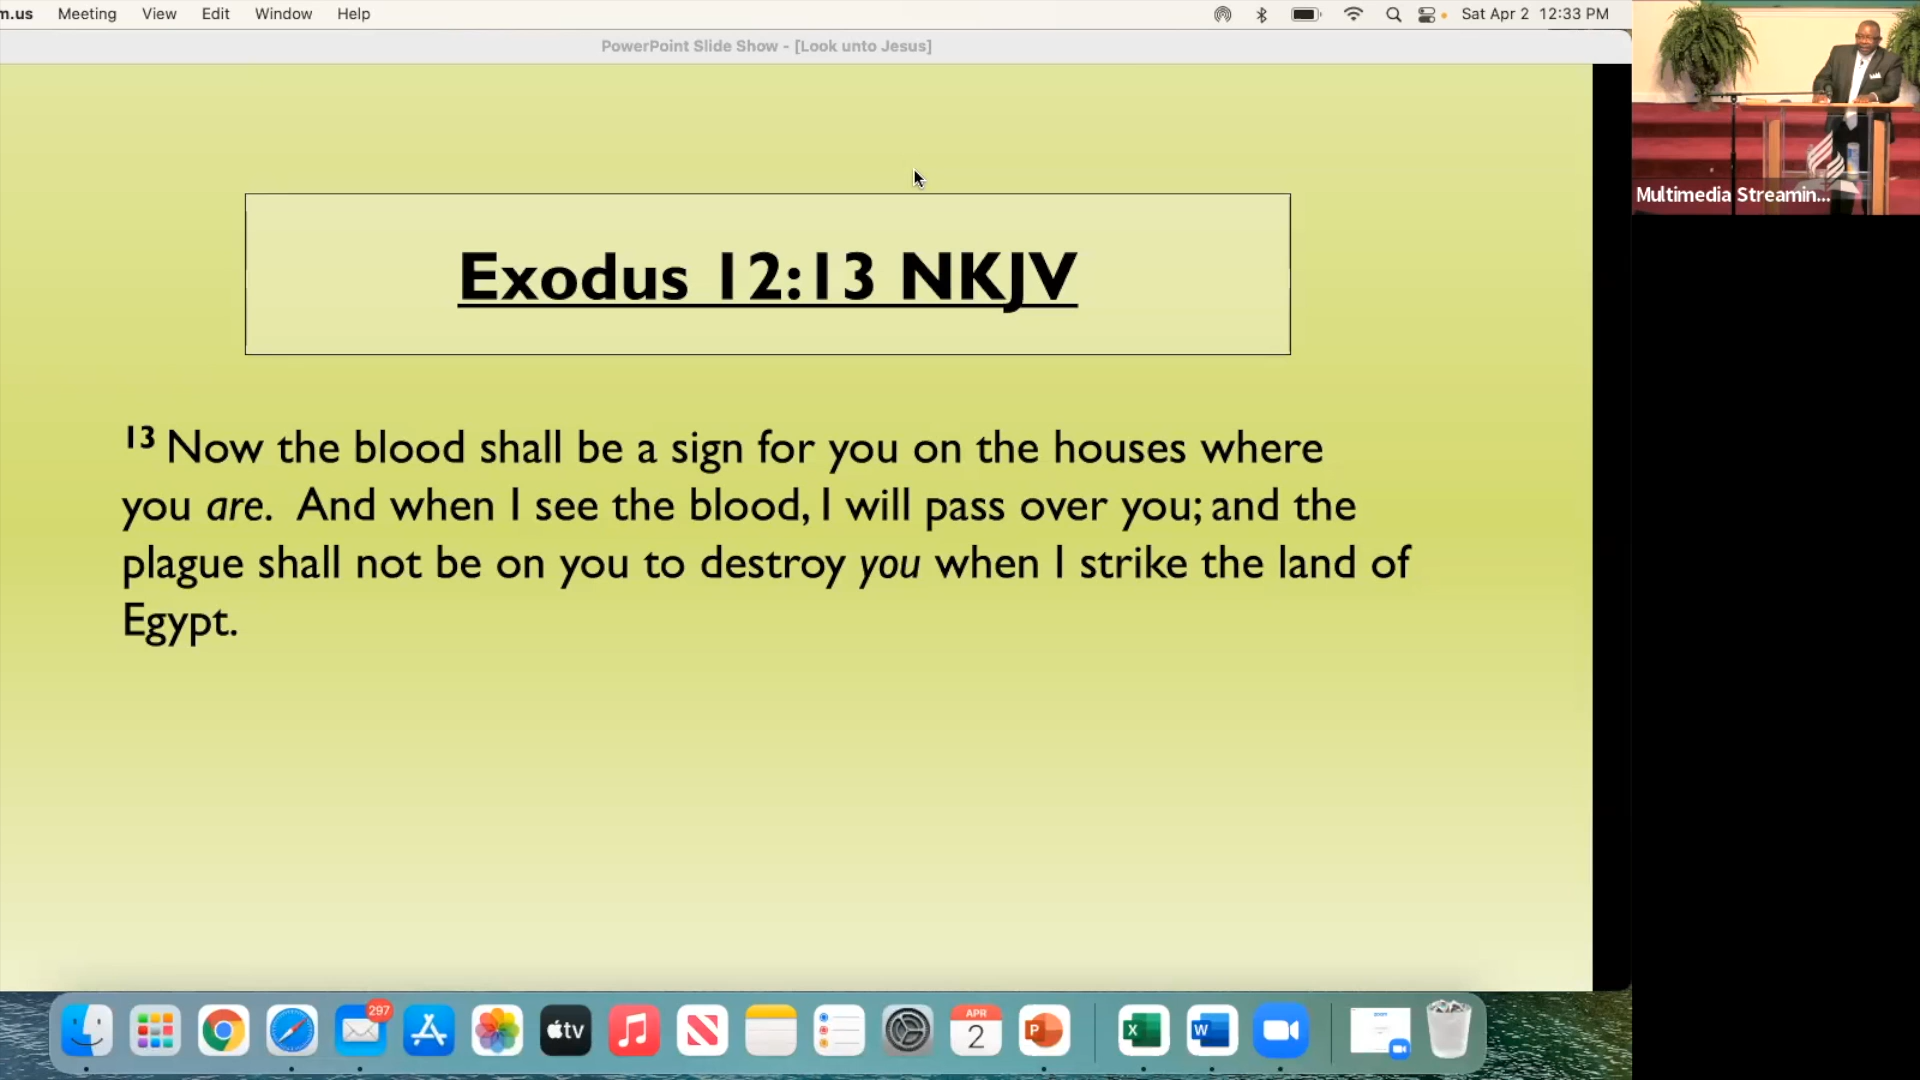 m.us Meeting View Edit Window Help Sat Apr 2 12:33 PM
PowerPoint Slide Show - [Look unto Jesus]
Multimedia Streamin...
Exodus 12:13 NKJV
13 Now the blood shall be a sign for you on the houses where
you are. And when I see the blood, I will pass over you; and the
plague shall not be on you to destroy you when I strike the land of
Egypt.
297
tv
APR
2
P
X
W